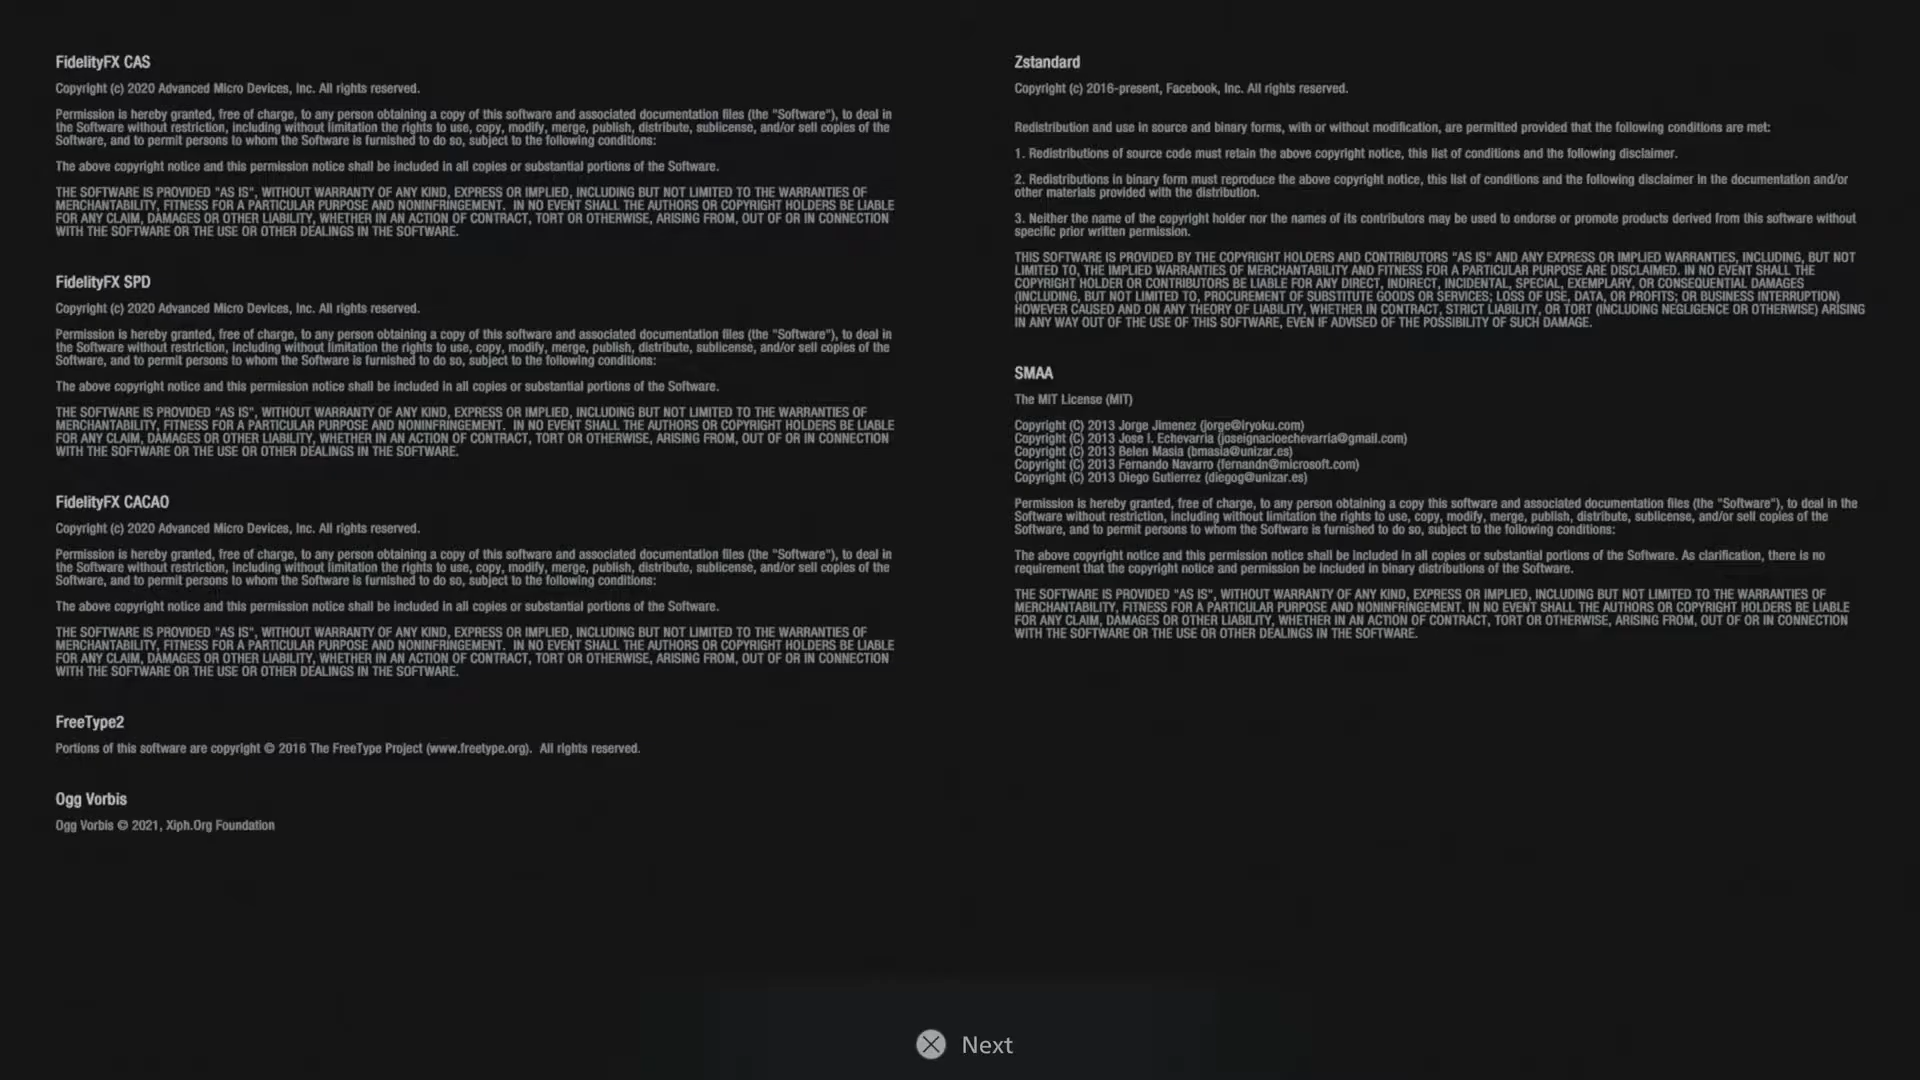 FidelityFX CAS
Copyright (c) 2020 Advanced Micro Devices, Inc. All rights reserved.
Permission is hereby granted, free of charge, to any person obtaining a copy of this software and associated documentation files (the "Software"), to deal in
the Software without restriction, including without limitation the rights to use, copy, modify, merge, publish, distribute, sublicense, and/or sell copies of the
Software, and to permit persons to whom the Software is furnished to do so, subject to the following conditions:
The above copyright notice and this permission notice shall be included in all copies or substantial portions of the Software.
THE SOFTWARE IS PROVIDED "AS IS", WITHOUT WARRANTY OF ANY KIND, EXPRESS OR IMPLIED, INCLUDING BUT NOT LIMITED TO THE WARRANTIES OF
MERCHANTABILITY, FITNESS FOR A PARTICULAR PURPOSE AND NONINFRINGEMENT.  IN NO EVENT SHALL THE AUTHORS OR COPYRIGHT HOLDERS BE LIABLE
FOR ANY CLAIM, DAMAGES OR OTHER LIABILITY, WHETHER IN AN ACTION OF CONTRACT, TORT OR OTHERWISE, ARISING FROM, OUT OF OR IN CONNECTION
WITH THE SOFTWARE OR THE USE OR OTHER DEALINGS IN THE SOFTWARE.
FidelityFX SPD
Copyright (c) 2020 Advanced Micro Devices, Inc. All rights reserved.
Permission is hereby granted, free of charge, to any person obtaining a copy of this software and associated documentation files (the "Software"), to deal in
the Software without restriction, including without limitation the rights to use, copy, modify, merge, publish, distribute, sublicense, and/or sell copies of the
Software, and to permit persons to whom the Software is furnished to do so, subject to the following conditions:
The above copyright notice and this permission notice shall be included in all copies or substantial portions of the Software.
THE SOFTWARE IS PROVIDED "AS IS", WITHOUT WARRANTY OF ANY KIND, EXPRESS OR IMPLIED, INCLUDING BUT NOT LIMITED TO THE WARRANTIES OF
MERCHANTABILITY, FITNESS FOR A PARTICULAR PURPOSE AND NONINFRINGEMENT.  IN NO EVENT SHALL THE AUTHORS OR COPYRIGHT HOLDERS BE LIABLE
FOR ANY CLAIM, DAMAGES OR OTHER LIABILITY, WHETHER IN AN ACTION OF CONTRACT, TORT OR OTHERWISE, ARISING FROM, OUT OF OR IN CONNECTION
WITH THE SOFTWARE OR THE USE OR OTHER DEALINGS IN THE SOFTWARE.
FidelityFX CACAO
Copyright (c) 2020 Advanced Micro Devices, Inc. All rights reserved.
Permission is hereby granted, free of charge, to any person obtaining a copy of this software and associated documentation files (the "Software"), to deal in
the Software without restriction, including without limitation the rights to use, copy, modify, merge, publish, distribute, sublicense, and/or sell copies of the
Software, and to permit persons to whom the Software is furnished to do so, subject to the following conditions:
The above copyright notice and this permission notice shall be included in all copies or substantial portions of the Software.
THE SOFTWARE IS PROVIDED "AS IS", WITHOUT WARRANTY OF ANY KIND, EXPRESS OR IMPLIED, INCLUDING BUT NOT LIMITED TO THE WARRANTIES OF
MERCHANTABILITY, FITNESS FOR A PARTICULAR PURPOSE AND NONINFRINGEMENT.  IN NO EVENT SHALL THE AUTHORS OR COPYRIGHT HOLDERS BE LIABLE
FOR ANY CLAIM, DAMAGES OR OTHER LIABILITY, WHETHER IN AN ACTION OF CONTRACT, TORT OR OTHERWISE, ARISING FROM, OUT OF OR IN CONNECTION
WITH THE SOFTWARE OR THE USE OR OTHER DEALINGS IN THE SOFTWARE.
FreeType2
Portions of this software are copyright © 2016 The FreeType Project (www.freetype.org).  All rights reserved.
Ogg Vorbis
Ogg Vorbis © 2021, Xiph.Org Foundation
Zstandard
Copyright (c) 2016-present, Facebook, Inc. All rights reserved.
Redistribution and use in source and binary forms, with or without modification, are permitted provided that the following conditions are met:
1. Redistributions of source code must retain the above copyright notice, this list of conditions and the following disclaimer.
2. Redistributions in binary form must reproduce the above copyright notice, this list of conditions and the following disclaimer in the documentation and/or
other materials provided with the distribution.
3. Neither the name of the copyright holder nor the names of its contributors may be used to endorse or promote products derived from this software without
specific prior written permission.
THIS SOFTWARE IS PROVIDED BY THE COPYRIGHT HOLDERS AND CONTRIBUTORS "AS IS" AND ANY EXPRESS OR IMPLIED WARRANTIES, INCLUDING, BUT NOT
LIMITED TO, THE IMPLIED WARRANTIES OF MERCHANTABILITY AND FITNESS FOR A PARTICULAR PURPOSE ARE DISCLAIMED. IN NO EVENT SHALL THE
COPYRIGHT HOLDER OR CONTRIBUTORS BE LIABLE FOR ANY DIRECT, INDIRECT, INCIDENTAL, SPECIAL, EXEMPLARY, OR CONSEQUENTIAL DAMAGES
(INCLUDING, BUT NOT LIMITED TO, PROCUREMENT OF SUBSTITUTE GOODS OR SERVICES; LOSS OF USE, DATA, OR PROFITS; OR BUSINESS INTERRUPTION)
HOWEVER CAUSED AND ON ANY THEORY OF LIABILITY, WHETHER IN CONTRACT, STRICT LIABILITY, OR TORT (INCLUDING NEGLIGENCE OR OTHERWISE) ARISING
IN ANY WAY OUT OF THE USE OF THIS SOFTWARE, EVEN IF ADVISED OF THE POSSIBILITY OF SUCH DAMAGE.
SMAA
The MIT License (MIT)
Copyright (C) 2013 Jorge Jimenez (jorge@iryoku.com)
Copyright (C) 2013 Jose I. Echevarria (joseignacioechevarria@gmail.com)
Copyright (C) 2013 Belen Masia (bmasia@unizar.es)
Copyright (C) 2013 Fernando Navarro (fernandn@microsoft.com)
Copyright (C) 2013 Diego Gutierrez (diegog@unizar.es)
Permission is hereby granted, free of charge, to any person obtaining a copy this software and associated documentation files (the "Software"), to deal in the
Software without restriction, including without limitation the rights to use, copy, modify, merge, publish, distribute, sublicense, and/or sell copies of the
Software, and to permit persons to whom the Software is furnished to do so, subject to the following conditions:
The above copyright notice and this permission notice shall be included in all copies or substantial portions of the Software. As clarification, there is no
requirement that the copyright notice and permission be included in binary distributions of the Software.
THE SOFTWARE IS PROVIDED "AS IS", WITHOUT WARRANTY OF ANY KIND, EXPRESS OR IMPLIED, INCLUDING BUT NOT LIMITED TO THE WARRANTIES OF
MERCHANTABILITY, FITNESS FOR A PARTICULAR PURPOSE AND NONINFRINGEMENT. IN NO EVENT SHALL THE AUTHORS OR COPYRIGHT HOLDERS BE LIABLE
FOR ANY CLAIM, DAMAGES OR OTHER LIABILITY, WHETHER IN AN ACTION OF CONTRACT, TORT OR OTHERWISE, ARISING FROM, OUT OF OR IN CONNECTION
WITH THE SOFTWARE OR THE USE OR OTHER DEALINGS IN THE SOFTWARE.
Next